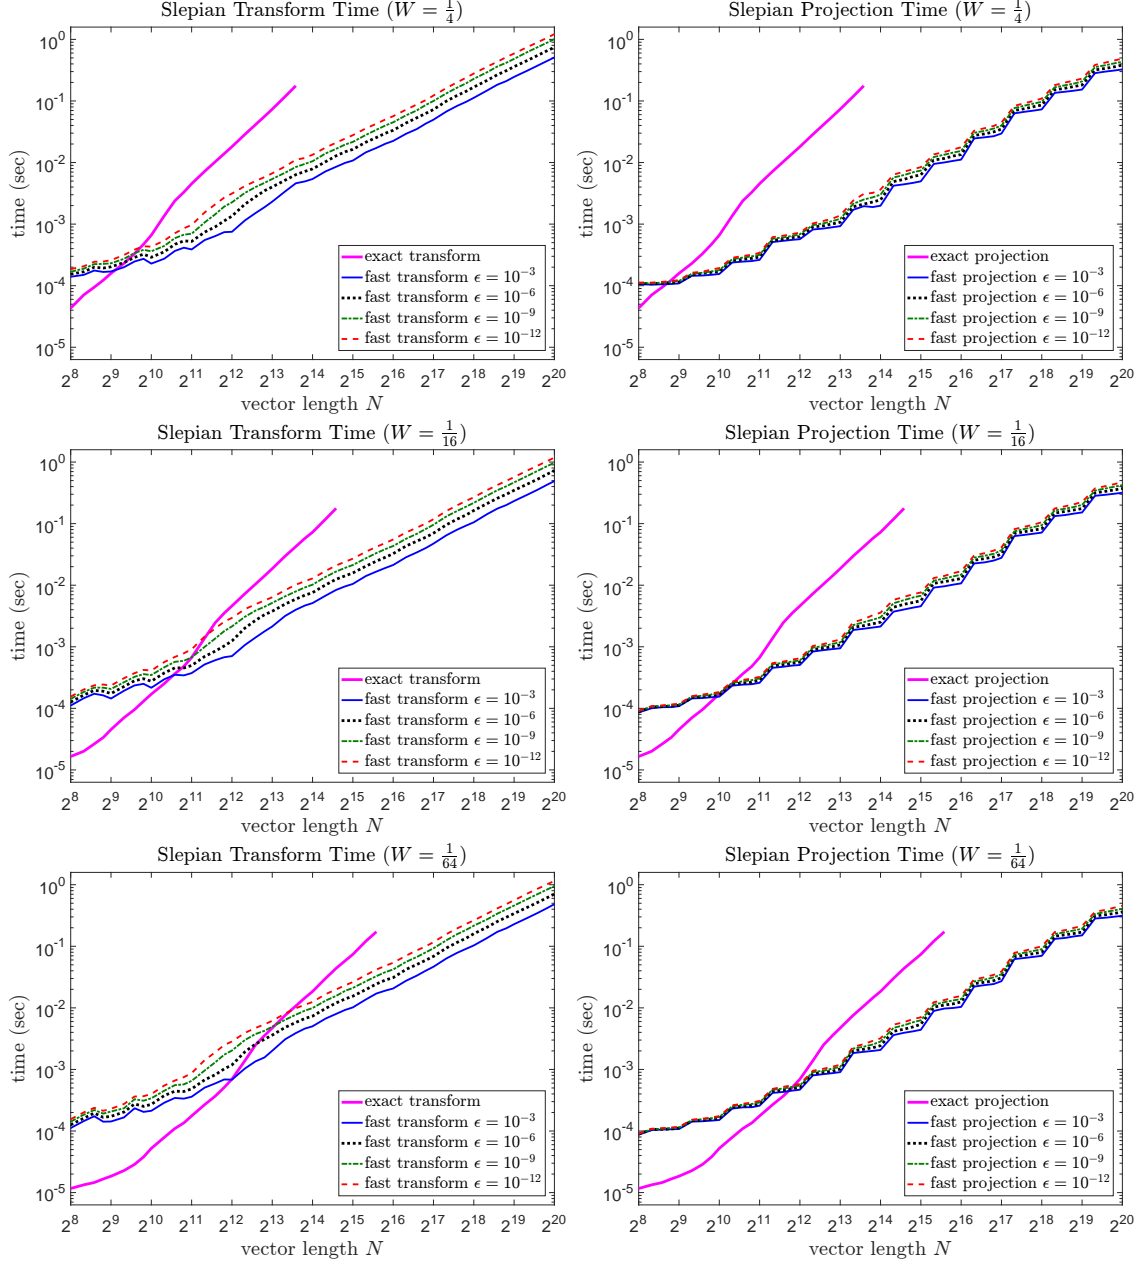 Slepian Transform Time (W = 1/4)
time (sec)
10^0
10^-1
10^-2
10^-3
10^-4
10^-5
exact transform
fast transform ϵ = 10^-3
fast transform ϵ = 10^-6
fast transform ϵ = 10^-9
fast transform ϵ = 10^-12
2^8 2^9 2^10 2^11 2^12 2^13 2^14 2^15 2^16 2^17 2^18 2^19 2^20
vector length N
Slepian Projection Time (W = 1/4)
time (sec)
10^0
10^-1
10^-2
10^-3
10^-4
10^-5
exact projection
fast projection ϵ = 10^-3
fast projection ϵ = 10^-6
fast projection ϵ = 10^-9
fast projection ϵ = 10^-12
2^8 2^9 2^10 2^11 2^12 2^13 2^14 2^15 2^16 2^17 2^18 2^19 2^20
vector length N
Slepian Transform Time (W = 1/16)
time (sec)
10^0
10^-1
10^-2
10^-3
10^-4
10^-5
exact transform
fast transform ϵ = 10^-3
fast transform ϵ = 10^-6
fast transform ϵ = 10^-9
fast transform ϵ = 10^-12
2^8 2^9 2^10 2^11 2^12 2^13 2^14 2^15 2^16 2^17 2^18 2^19 2^20
vector length N
Slepian Projection Time (W = 1/16)
time (sec)
10^0
10^-1
10^-2
10^-3
10^-4
10^-5
exact projection
fast projection ϵ = 10^-3
fast projection ϵ = 10^-6
fast projection ϵ = 10^-9
fast projection ϵ = 10^-12
2^8 2^9 2^10 2^11 2^12 2^13 2^14 2^15 2^16 2^17 2^18 2^19 2^20
vector length N
Slepian Transform Time (W = 1/64)
time (sec)
10^0
10^-1
10^-2
10^-3
10^-4
10^-5
exact transform
fast transform ϵ = 10^-3
fast transform ϵ = 10^-6
fast transform ϵ = 10^-9
fast transform ϵ = 10^-12
2^8 2^9 2^10 2^11 2^12 2^13 2^14 2^15 2^16 2^17 2^18 2^19 2^20
vector length N
Slepian Projection Time (W = 1/64)
time (sec)
10^0
10^-1
10^-2
10^-3
10^-4
10^-5
exact projection
fast projection ϵ = 10^-3
fast projection ϵ = 10^-6
fast projection ϵ = 10^-9
fast projection ϵ = 10^-12
2^8 2^9 2^10 2^11 2^12 2^13 2^14 2^15 2^16 2^17 2^18 2^19 2^20
vector length N